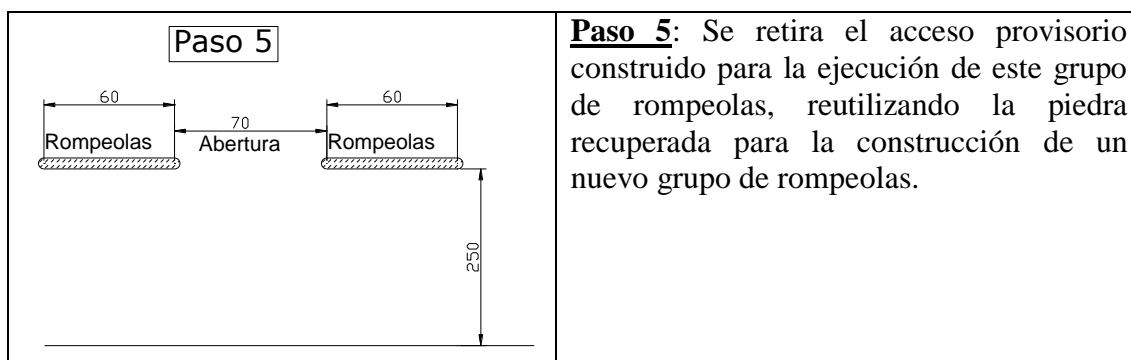 Paso 5
60
60
70
Rompeolas
Abertura
Rompeolas
250
Paso 5: Se retira el acceso provisorio
construido para la ejecución de este grupo
de rompeolas, reutilizando la piedra
recuperada para la construcción de un
nuevo grupo de rompeolas.